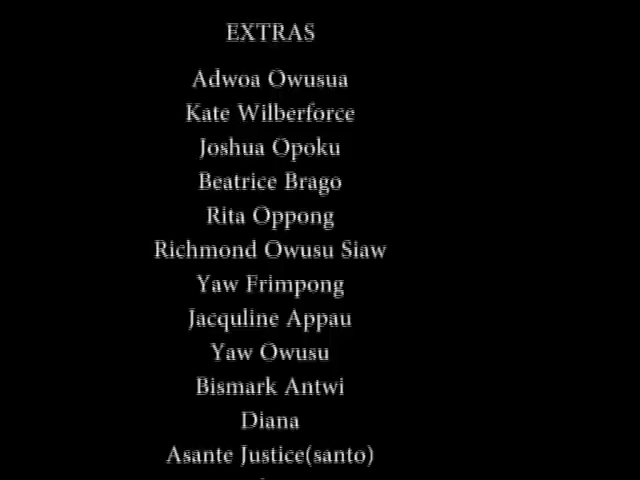 EXTRAS
Adwoa Owusua
Kate Wilberforce
Joshua Opoku
Beatrice Brago
Rita Oppong
Richmond Owusu Siaw
Yaw Frimpong
Jacquline Appau
Yaw Owusu
Bismark Antwi
Diana
Asante Justice(santo)